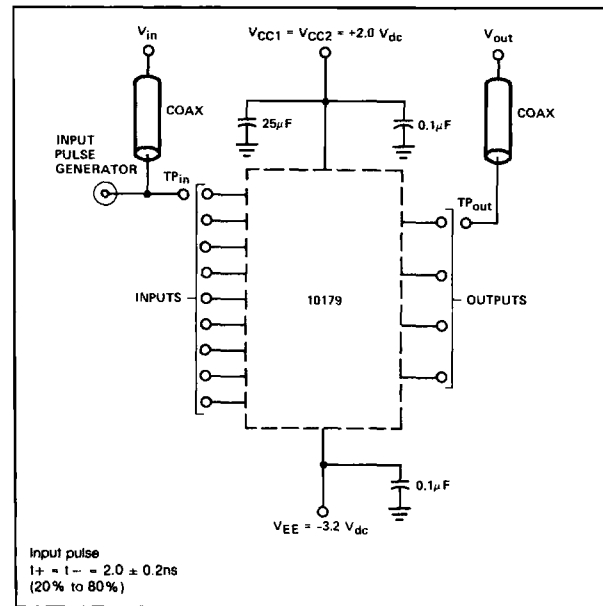 Vin
VCC1 = VCC2 = +2.0 Vdc
Vout
COAX
25μF
0.1μF
COAX
INPUT
PULSE
GENERATOR
TPin
TPout
INPUTS
10179
OUTPUTS
0.1μF
VEE = -3.2 Vdc
Input pulse
t+ = t- = 2.0 ± 0.2ns
(20% to 80%)